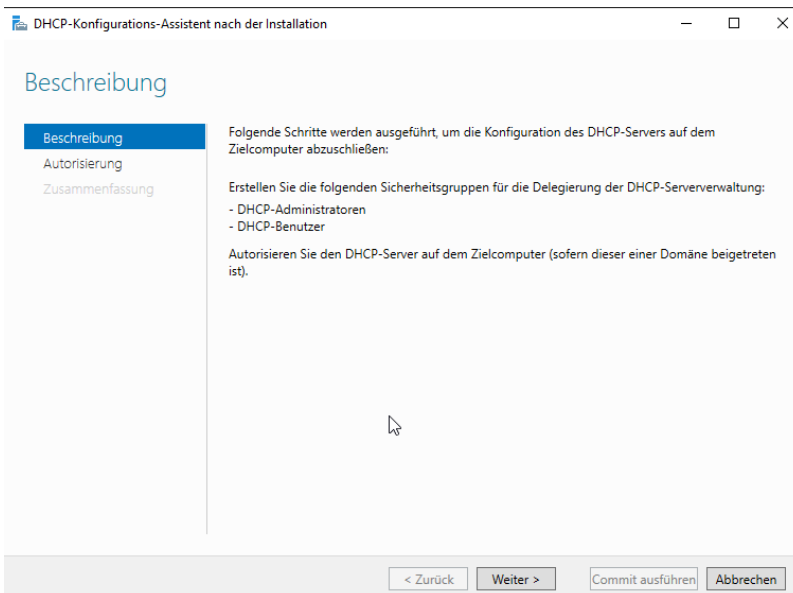 DHCP-Konfigurations-Assistent nach der Installation
Beschreibung
Beschreibung
Autorisierung
Zusammenfassung
Folgende Schritte werden ausgeführt, um die Konfiguration des DHCP-Servers auf dem
Zielcomputer abzuschließen:
Erstellen Sie die folgenden Sicherheitsgruppen für die Delegierung der DHCP-Serververwaltung:
- DHCP-Administratoren
- DHCP-Benutzer
Autorisieren Sie den DHCP-Server auf dem Zielcomputer (sofern dieser einer Domäne beigetreten
ist).
< Zurück Weiter > Commit ausführen Abbrechen